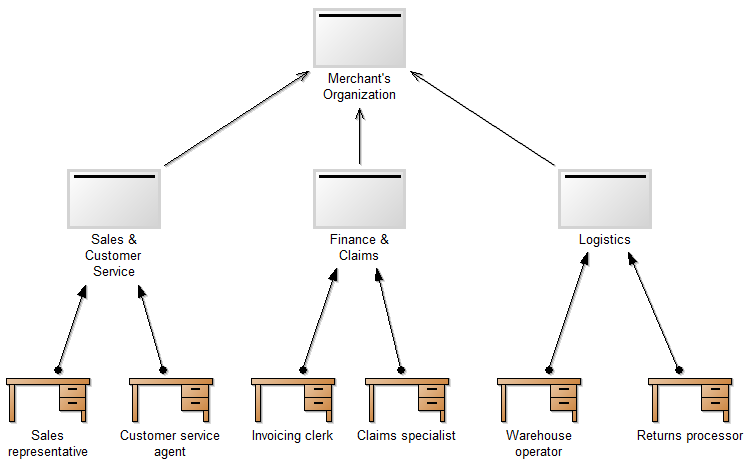 Merchant's
Organization
Sales &
Customer
Service
Finance &
Claims
Logistics
Sales
representative
Customer service
agent
Invoicing clerk
Claims specialist
Warehouse
operator
Returns processor